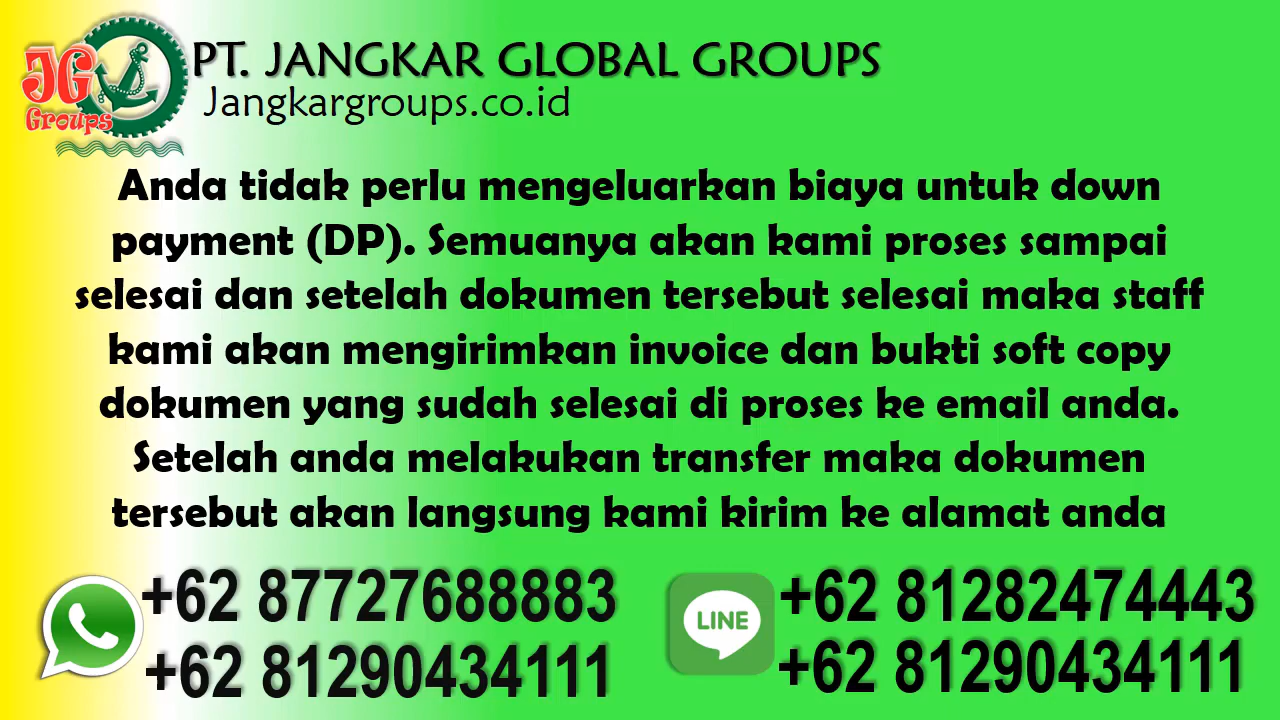 JG
Groups
PT. JANGKAR GLOBAL GROUPS
Jangkargroups.co.id
Anda tidak perlu mengeluarkan biaya untuk down
payment (DP). Semuanya akan kami proses sampai
selesai dan setelah dokumen tersebut selesai maka staff
kami akan mengirimkan invoice dan bukti soft copy
dokumen yang sudah selesai di proses ke email anda.
Setelah anda melakukan transfer maka dokumen
tersebut akan langsung kami kirim ke alamat anda
+62 87727688883
+62 81290434111
LINE
+62 81282474443
+62 81290434111